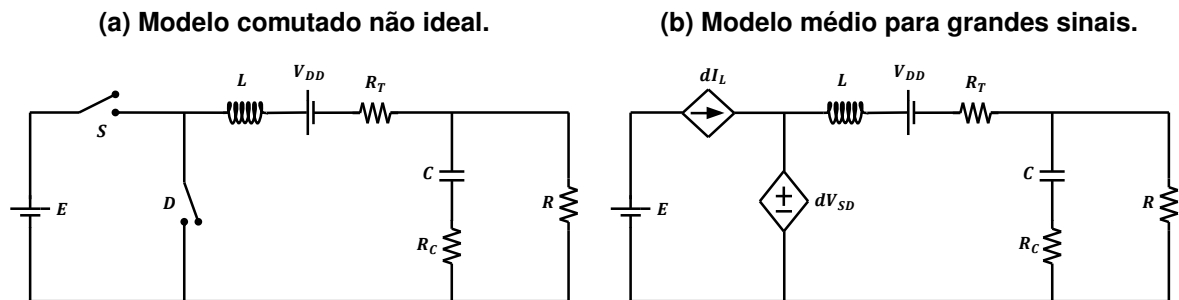 (a) Modelo comutado não ideal.
S
E
D
L
V_DD
R_T
C
R_C
R
(b) Modelo médio para grandes sinais.
dI_L
E
dV_SD
L
V_DD
R_T
C
R_C
R